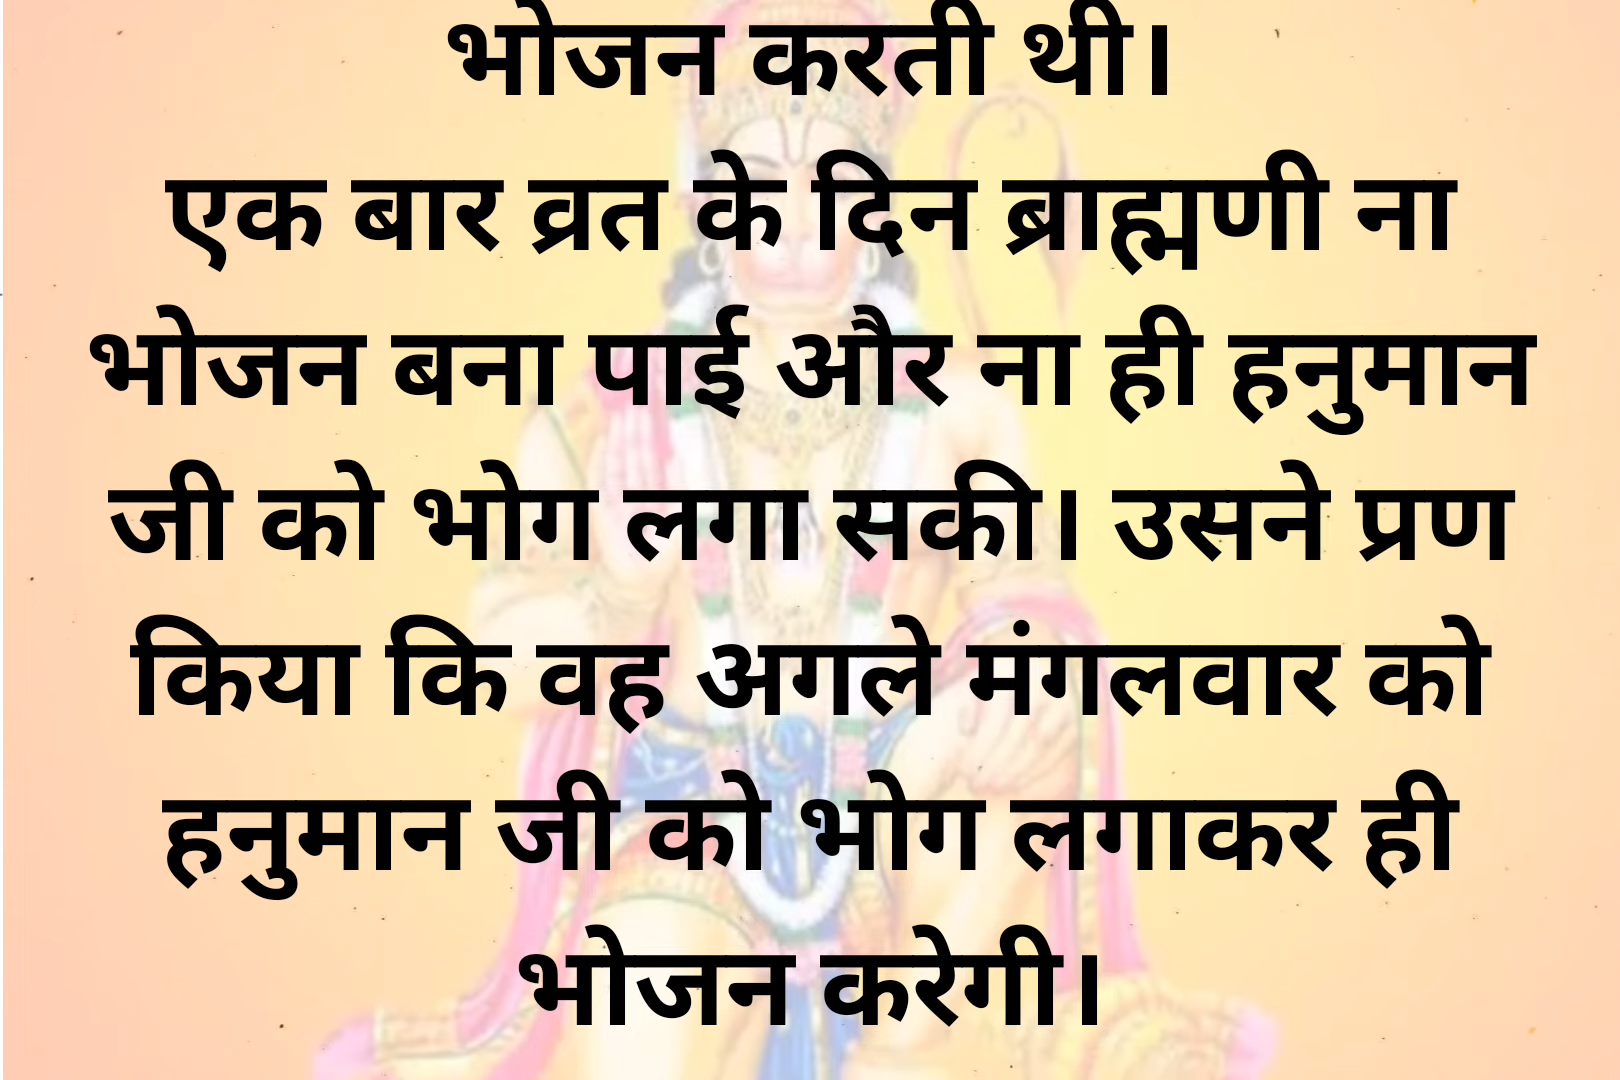 भोजन करती थी।
एक बार व्रत के दिन ब्राह्मणी ना
भोजन बना पाई और ना ही हनुमान
जी को भोग लगा सकी। उसने प्रण
किया कि वह अगले मंगलवार को
हनुमान जी को भोग लगाकर ही
भोजन करेगी।